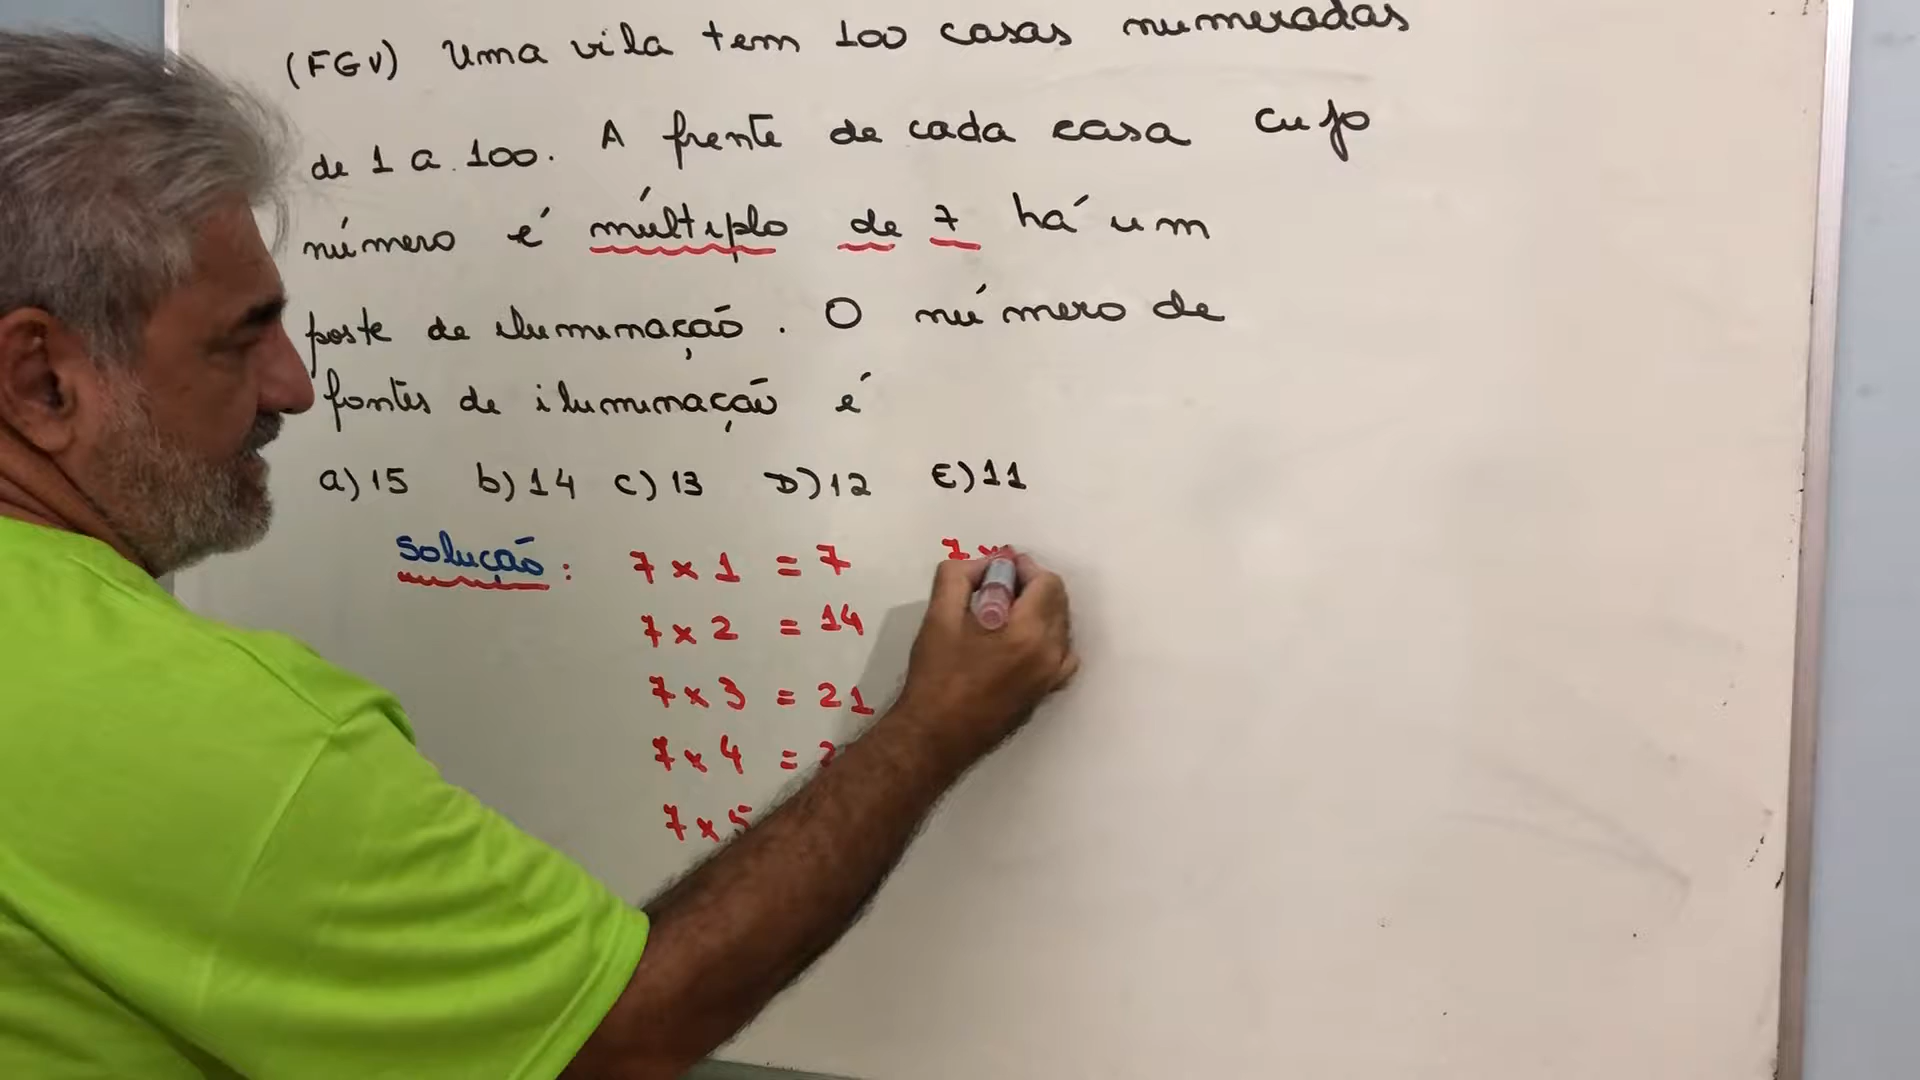 (FGV) Uma vila tem 100 casas numeradas
de 1 a 100. A frente de cada casa cujo
número é múltiplo de 7 há um
poste de iluminação. O número de
fontes de iluminação é
a) 15 b) 14 c) 13 D) 12 E) 11
Solução: 7 x 1 = 7 7 x
7 x 2 = 14
7 x 3 = 21
7 x 4 = 2
7 x 5